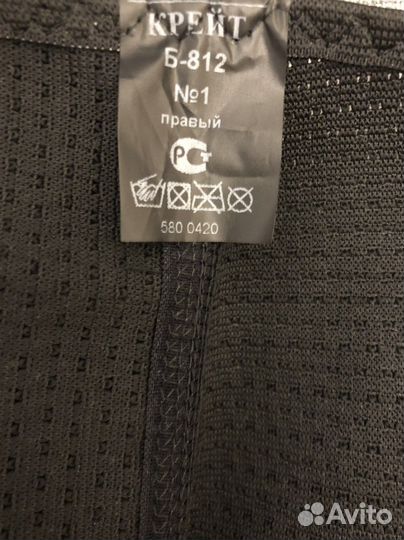 КРЕЙТ
Б-812
№1
правый
РСТ
580 0420
Avito